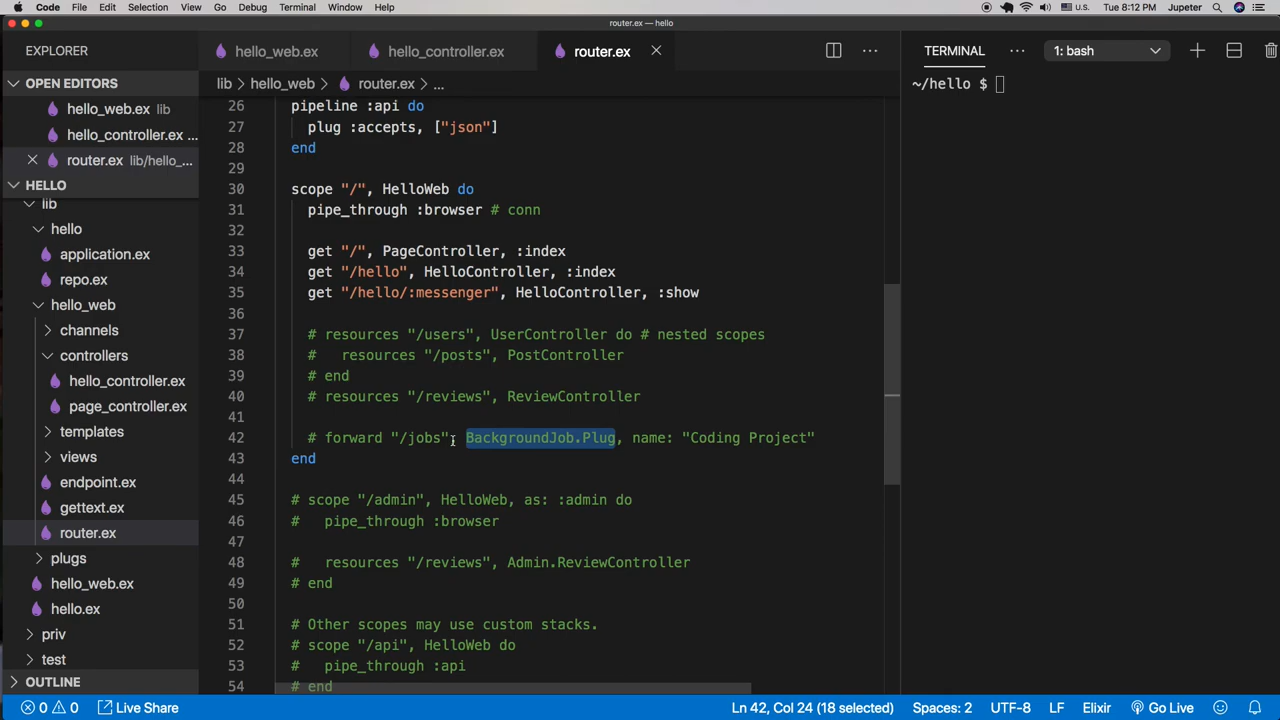 Code File Edit Selection View Go Debug Terminal Window Help
U.S. Tue 8:12 PM Jupeter
router.ex — hello
EXPLORER
OPEN EDITORS
hello_web.ex lib
hello_controller.ex ...
router.ex lib/hello_...
HELLO
lib
hello
application.ex
repo.ex
hello_web
channels
controllers
hello_controller.ex
page_controller.ex
templates
views
endpoint.ex
gettext.ex
router.ex
plugs
hello_web.ex
hello.ex
priv
test
OUTLINE
hello_web.ex hello_controller.ex router.ex
lib > hello_web > router.ex > ...
26 pipeline :api do
27 plug :accepts, ["json"]
28 end
29
30 scope "/", HelloWeb do
31 pipe_through :browser # conn
32
33 get "/", PageController, :index
34 get "/hello", HelloController, :index
35 get "/hello/:messenger", HelloController, :show
36
37 # resources "/users", UserController do # nested scopes
38 #   resources "/posts", PostController
39 # end
40 # resources "/reviews", ReviewController
41
42 # forward "/jobs", BackgroundJob.Plug, name: "Coding Project"
43 end
44
45 # scope "/admin", HelloWeb, as: :admin do
46 #   pipe_through :browser
47
48 #   resources "/reviews", Admin.ReviewController
49 # end
50
51 # Other scopes may use custom stacks.
52 # scope "/api", HelloWeb do
53 #   pipe_through :api
54 # end
TERMINAL ... 1: bash
~/hello $
0 0 Live Share Ln 42, Col 24 (18 selected) Spaces: 2 UTF-8 LF Elixir Go Live